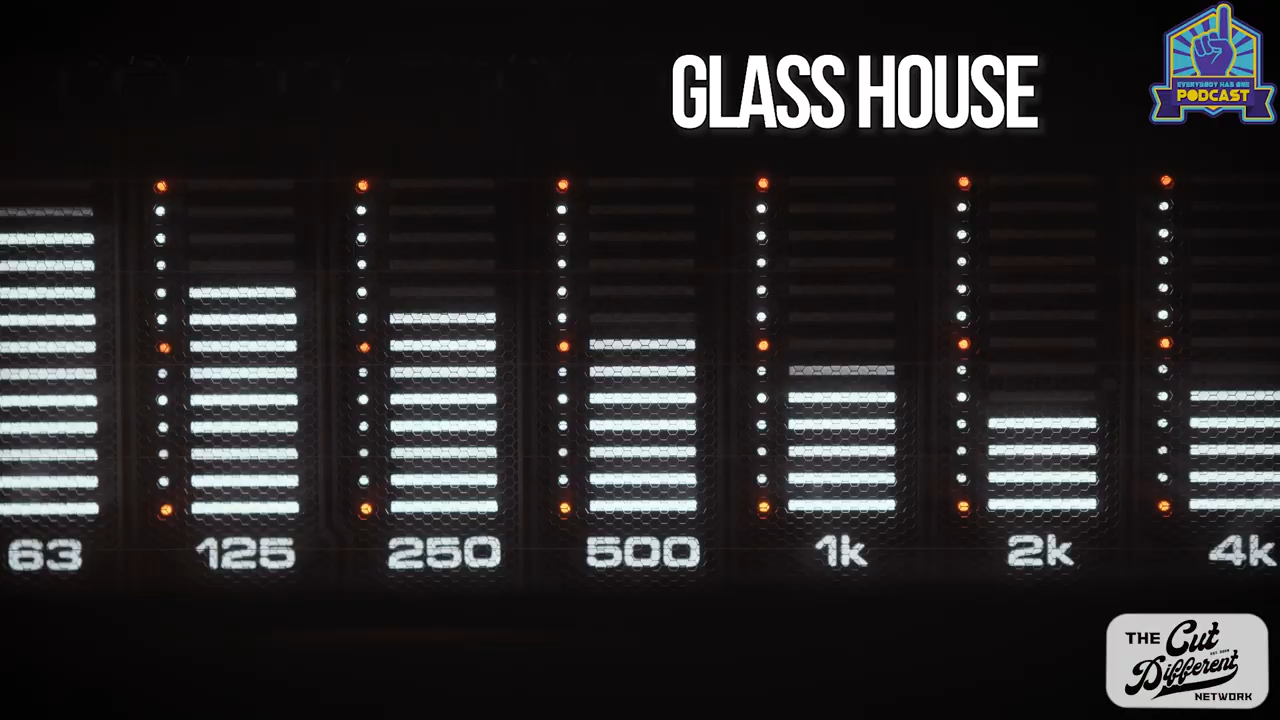 GLASS HOUSE
EVERYBODY HAS ONE
PODCAST
63 125 250 500 1k 2k 4k
THE Cut
Different
NETWORK